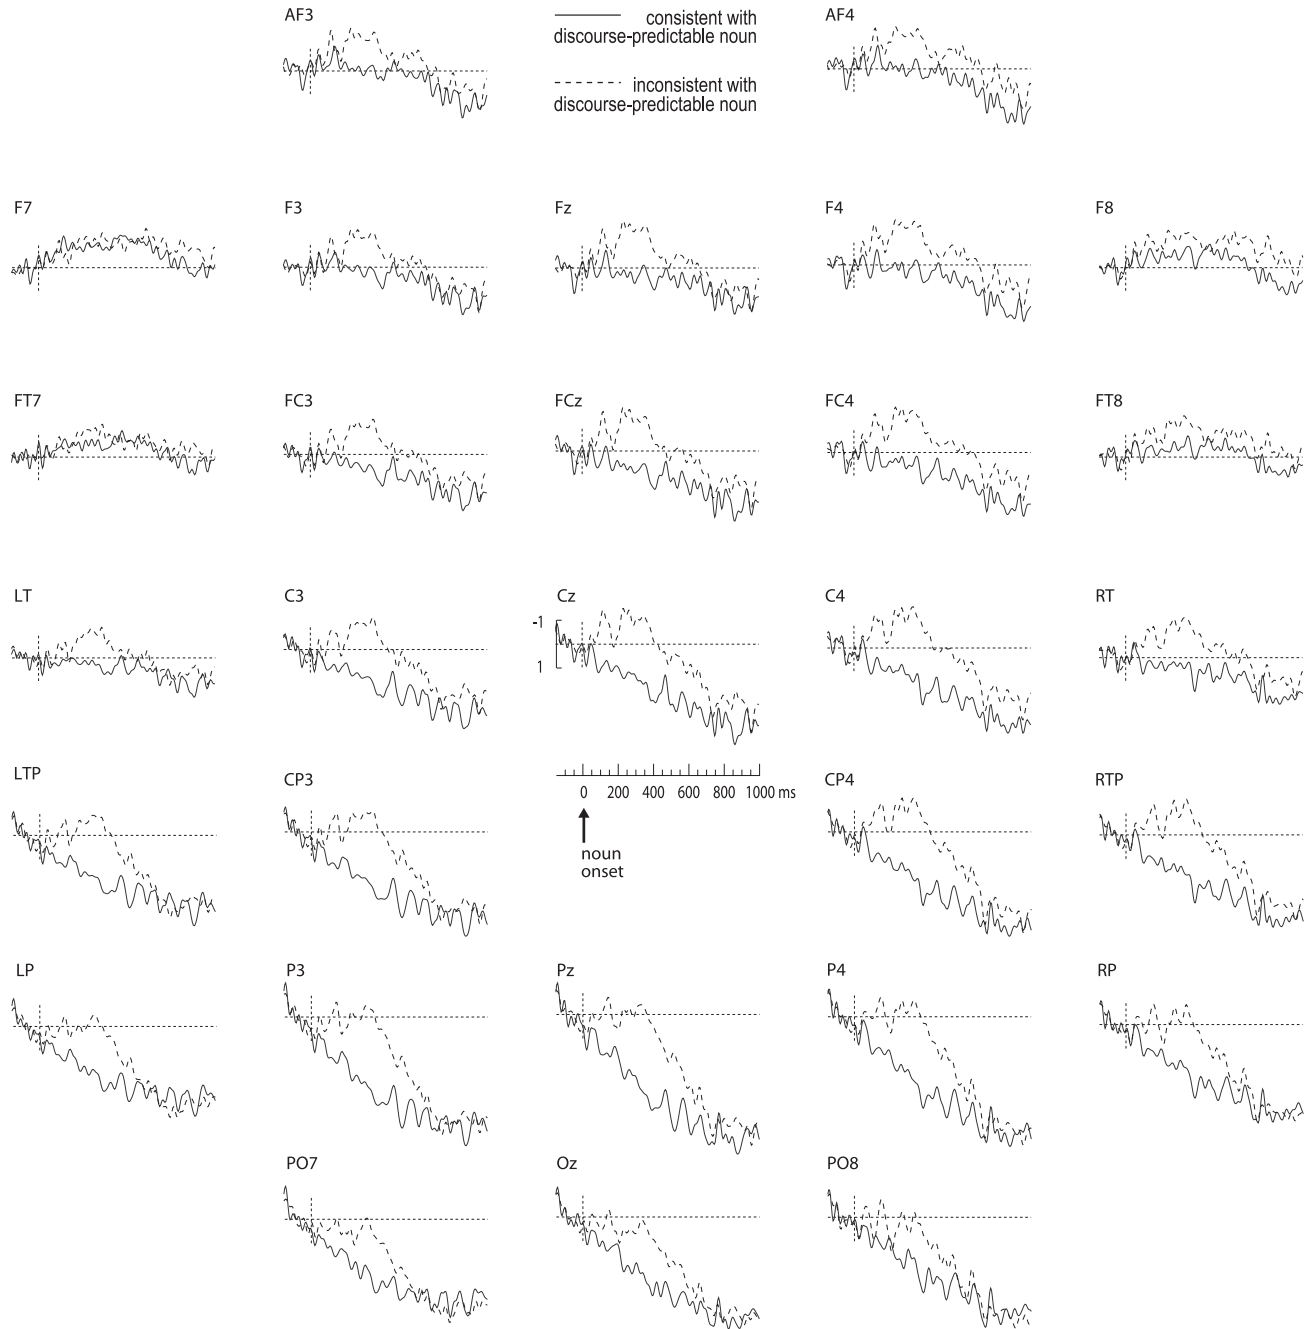 AF3
consistent with
discourse-predictable noun
inconsistent with
discourse-predictable noun
AF4
F7
F3
Fz
F4
F8
FT7
FC3
FCz
FC4
FT8
LT
C3
Cz
C4
RT
-1
1
LTP
CP3
0 200 400 600 800 1000 ms
noun
onset
CP4
RTP
LP
P3
Pz
P4
RP
PO7
Oz
PO8